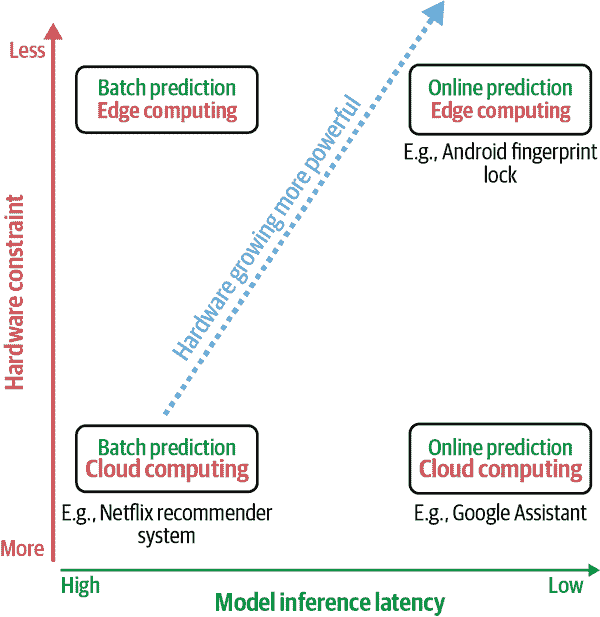 Less
Batch prediction
Edge computing
Online prediction
Edge computing
E.g., Android fingerprint
lock
Hardware growing more powerful
Hardware constraint
Batch prediction
Cloud computing
E.g., Netflix recommender
system
Online prediction
Cloud computing
E.g., Google Assistant
More
High
Low
Model inference latency